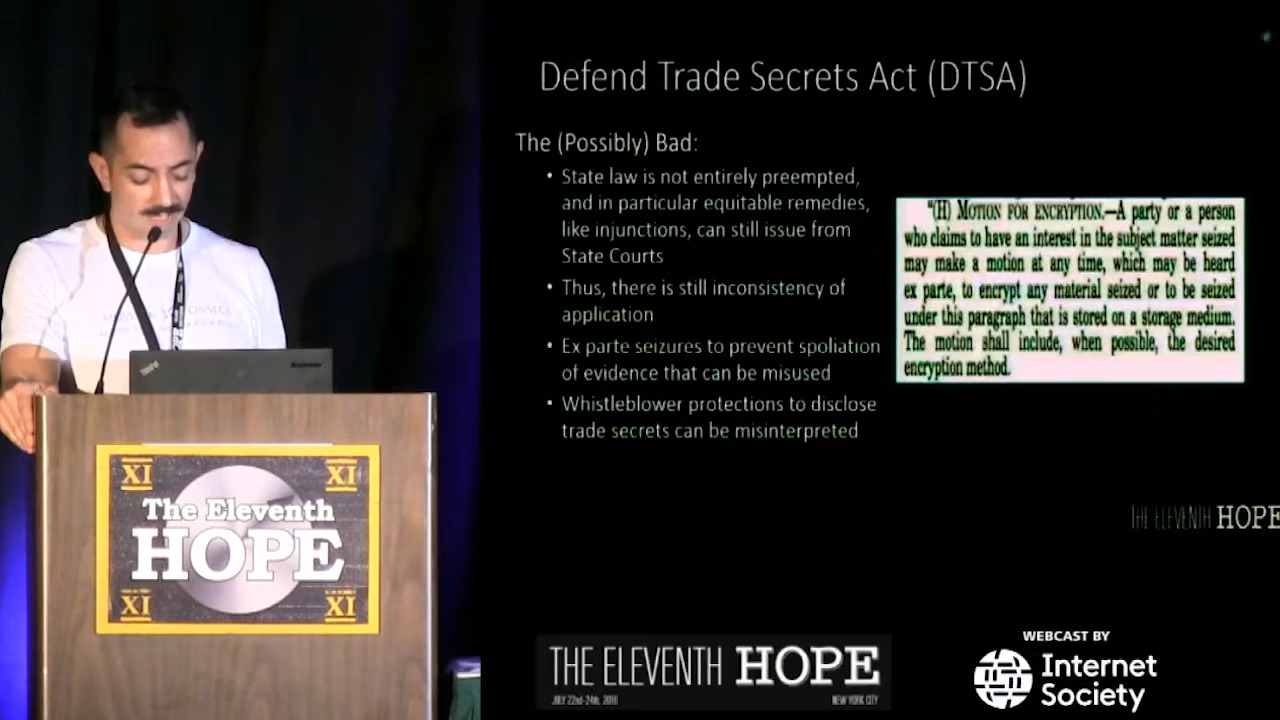 Defend Trade Secrets Act (DTSA)
The (Possibly) Bad:
• State law is not entirely preempted,
and in particular equitable remedies,
like injunctions, can still issue from
State Courts
• Thus, there is still inconsistency of
application
• Ex parte seizures to prevent spoliation
of evidence that can be misused
• Whistleblower protections to disclose
trade secrets can be misinterpreted
"(H) MOTION FOR ENCRYPTION.—A party or a person
who claims to have an interest in the subject matter seized
may make a motion at any time, which may be heard
ex parte, to encrypt any material seized or to be seized
under this paragraph that is stored on a storage medium.
The motion shall include, when possible, the desired
encryption method.
THE ELEVENTH HOPE
XI XI
The Eleventh
HOPE
XI XI
THE ELEVENTH HOPE
JULY 22nd-24th, 2016 NEW YORK CITY
WEBCAST BY
Internet
Society